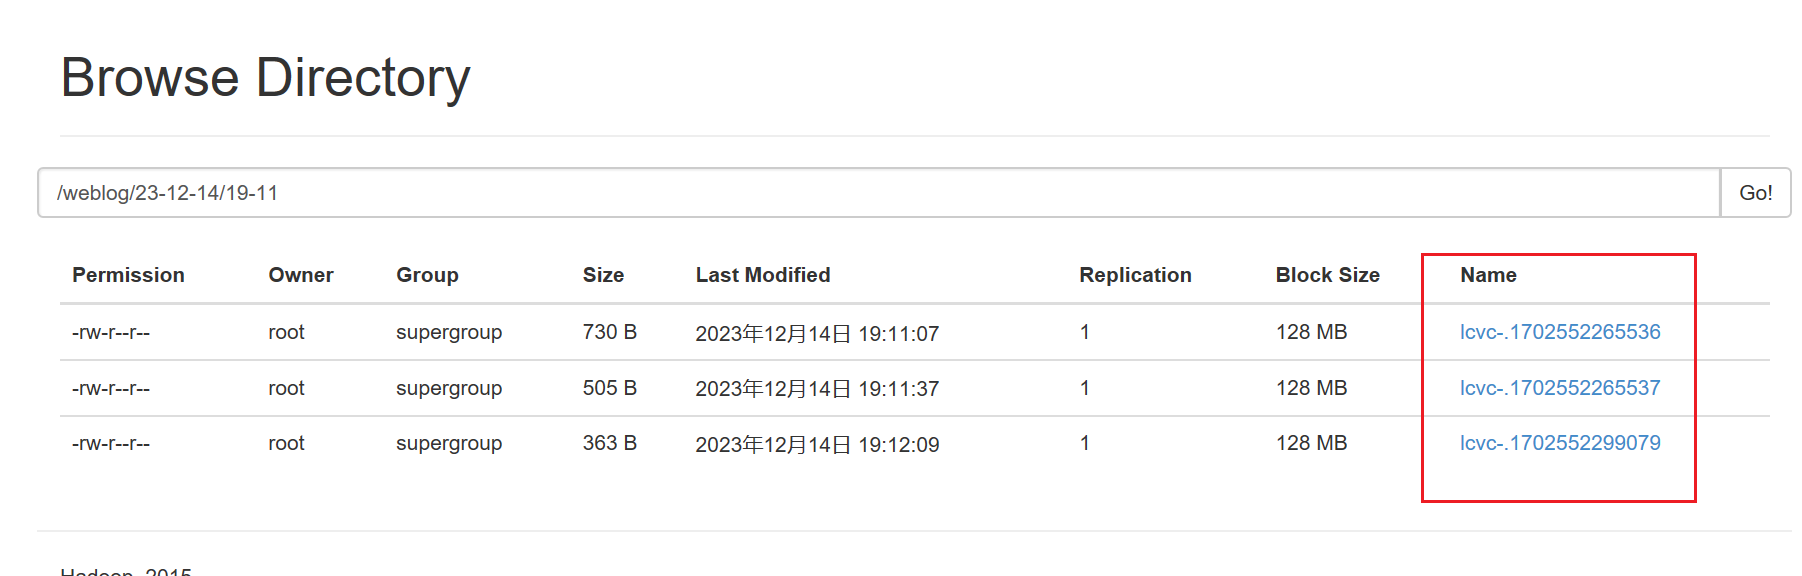 Browse Directory
/weblog/23-12-14/19-11 Go!
Permission Owner Group Size Last Modified Replication Block Size Name
-rw-r--r-- root supergroup 730 B 2023年12月14日 19:11:07 1 128 MB lcvc-.1702552265536
-rw-r--r-- root supergroup 505 B 2023年12月14日 19:11:37 1 128 MB lcvc-.1702552265537
-rw-r--r-- root supergroup 363 B 2023年12月14日 19:12:09 1 128 MB lcvc-.1702552299079
Hadoop, 2015.